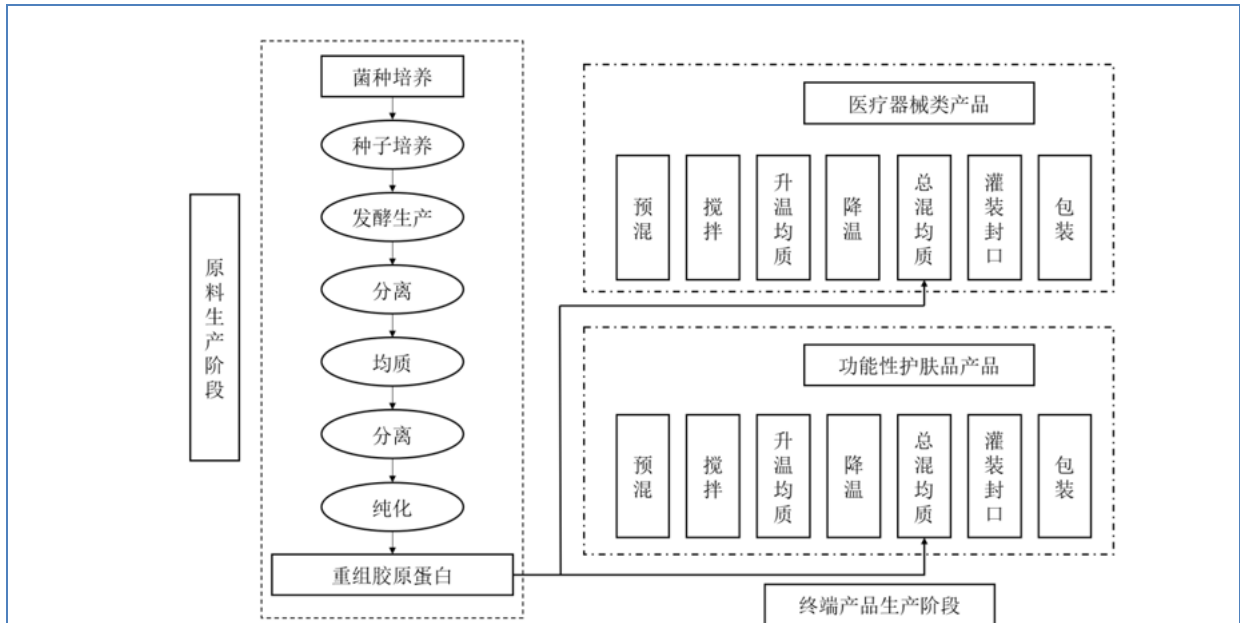 原料生产阶段
菌种培养
种子培养
发酵生产
分离
均质
分离
纯化
重组胶原蛋白
医疗器械类产品
预混
搅拌
升温均质
降温
总混均质
灌装封口
包装
功能性护肤品产品
预混
搅拌
升温均质
降温
总混均质
灌装封口
包装
终端产品生产阶段